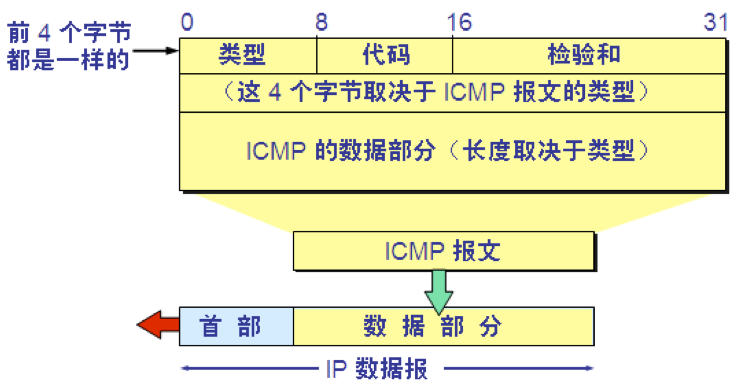 前 4 个字节
都是一样的
0 8 16 31
类型 代码 检验和
（这 4 个字节取决于 ICMP 报文的类型）
ICMP 的数据部分（长度取决于类型）
ICMP 报文
首 部 数 据 部 分
IP 数据报